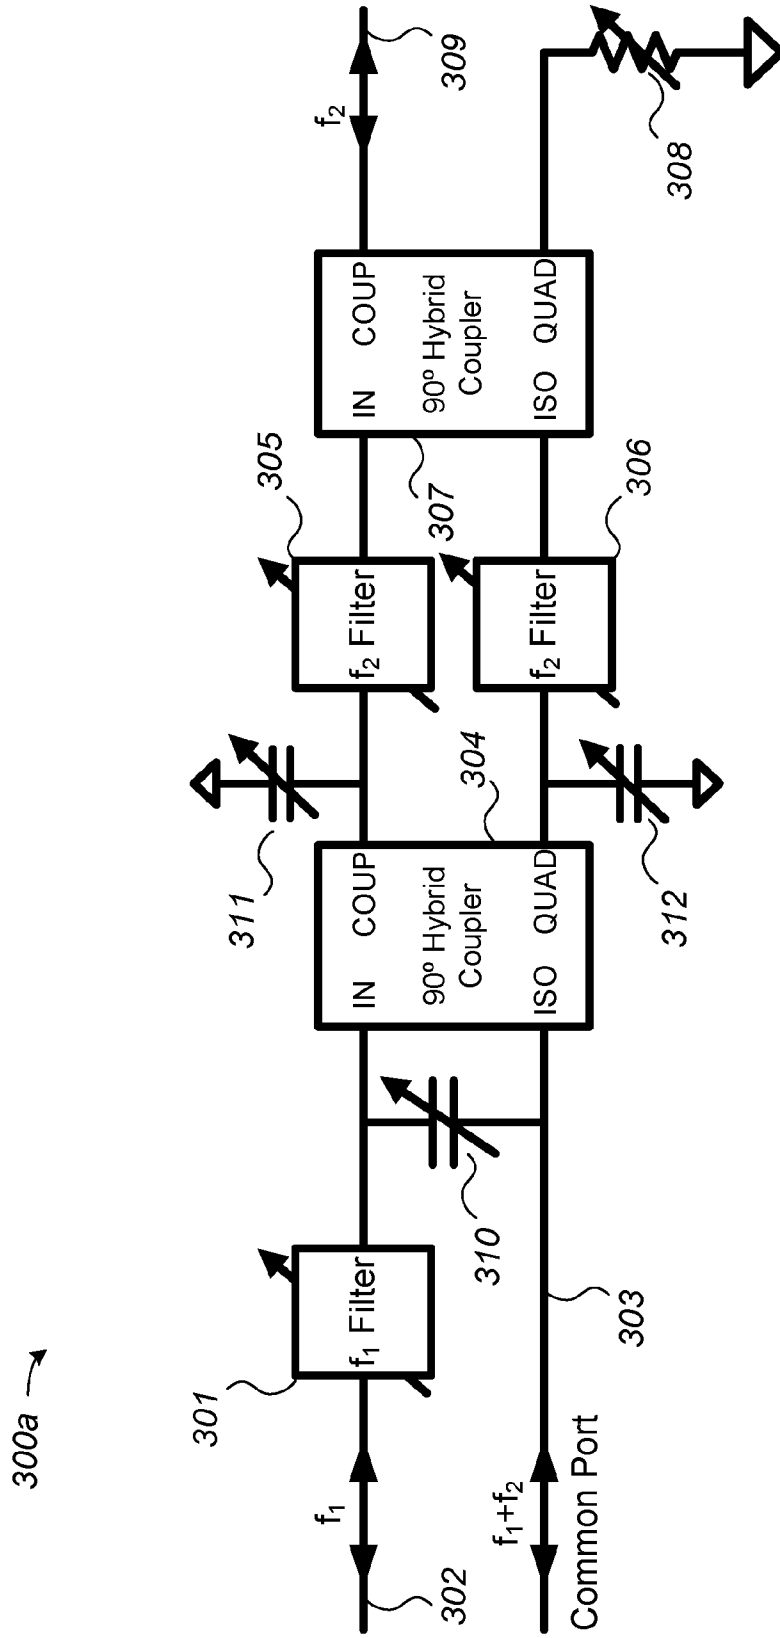 300a
302
f₁
301
f₁ Filter
f₁+f₂
Common Port
303
310
IN COUP
90º Hybrid
Coupler
ISO QUAD
304
311
312
305
f₂ Filter
306
f₂ Filter
307
IN COUP
90º Hybrid
Coupler
ISO QUAD
f₂
309
308